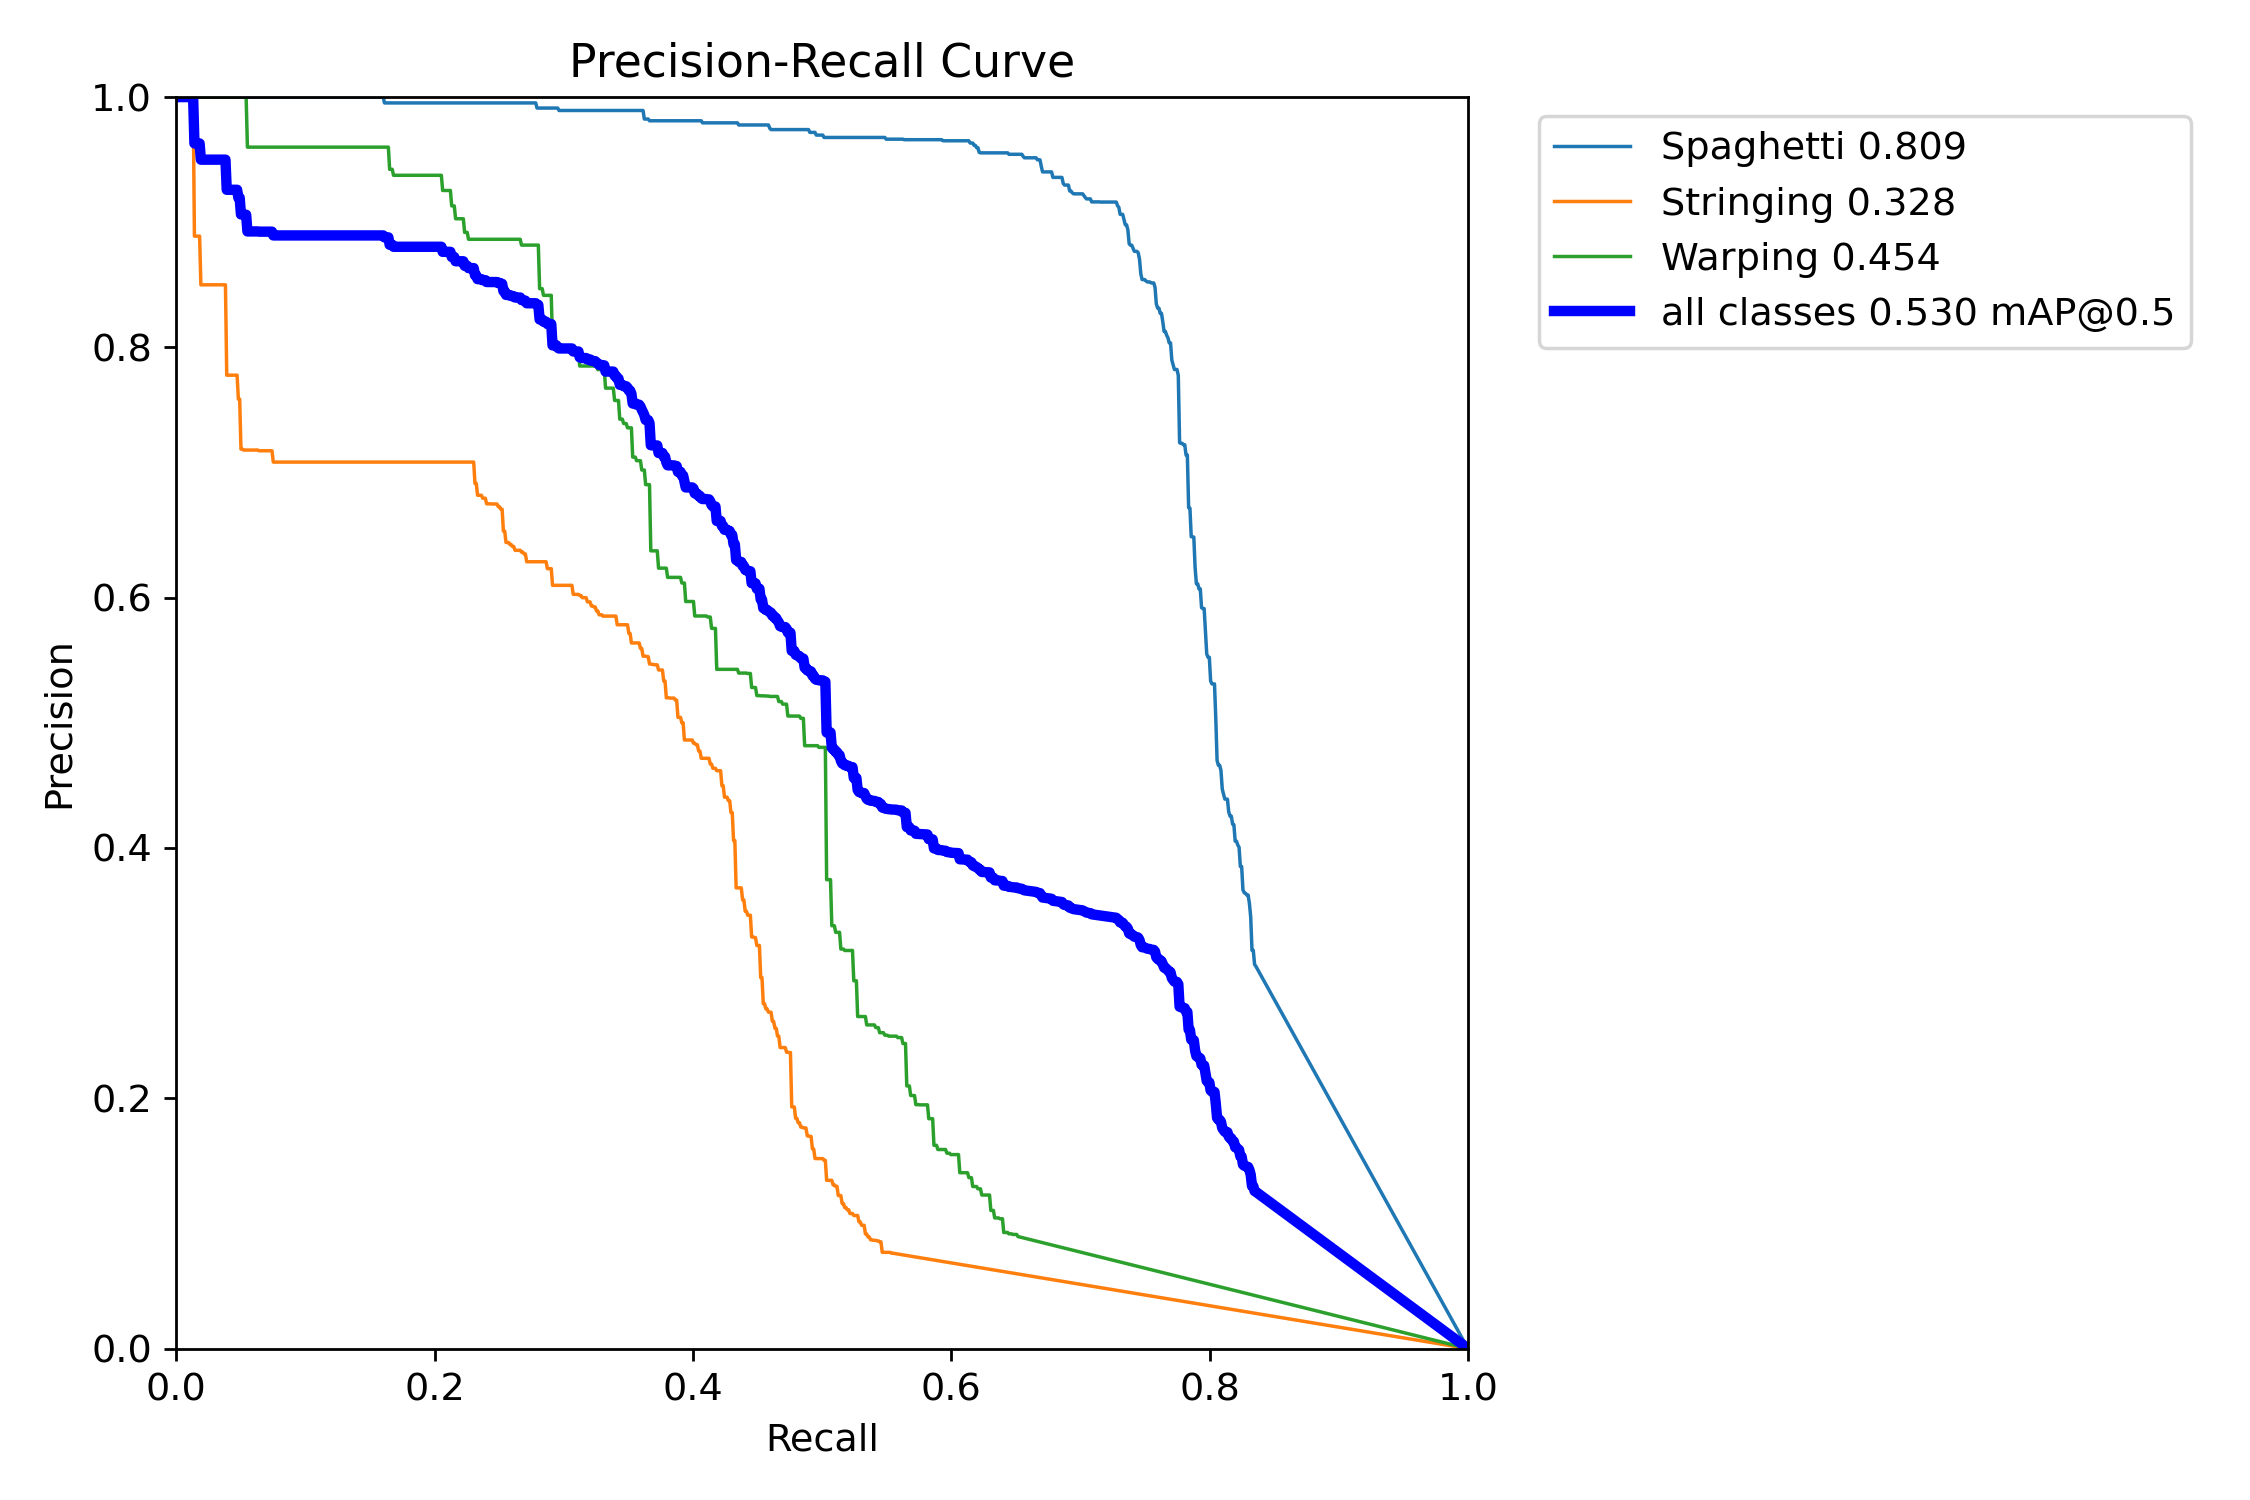 Precision-Recall Curve
1.0
0.8
0.6
0.4
0.2
0.0
Precision
0.0 0.2 0.4 0.6 0.8 1.0
Recall
Spaghetti 0.809
Stringing 0.328
Warping 0.454
all classes 0.530 mAP@0.5